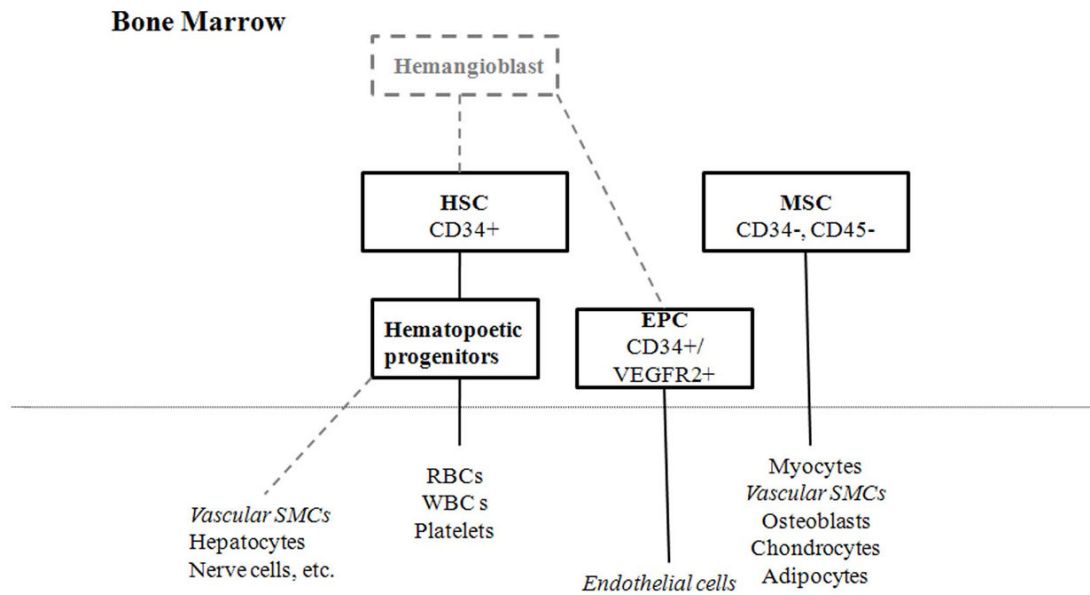 Bone Marrow
Hemangioblast
HSC
CD34+
MSC
CD34-, CD45-
Hematopoetic
progenitors
EPC
CD34+/
VEGFR2+
Vascular SMCs
Hepatocytes
Nerve cells, etc.
RBCs
WBC s
Platelets
Endothelial cells
Myocytes
Vascular SMCs
Osteoblasts
Chondrocytes
Adipocytes